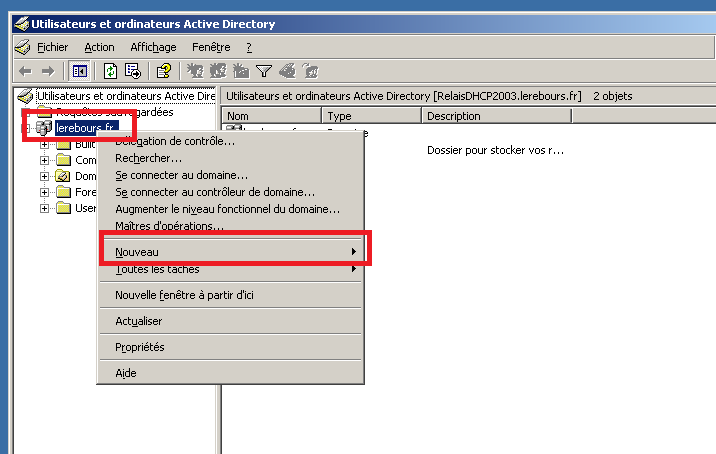 Utilisateurs et ordinateurs Active Directory
Fichier Action Affichage Fenêtre ?
Utilisateurs et ordinateurs Active Dire
Requêtes sauvegardées
lerebours.fr
Built
Com
Dom
Fore
User
Utilisateurs et ordinateurs Active Directory [RelaisDHCP2003.lerebours.fr] 2 objets
Nom Type Description
Dossier pour stocker vos r...
Délégation de contrôle...
Rechercher...
Se connecter au domaine...
Se connecter au contrôleur de domaine...
Augmenter le niveau fonctionnel du domaine...
Maîtres d'opérations...
Nouveau
Toutes les tâches
Nouvelle fenêtre à partir d'ici
Actualiser
Propriétés
Aide